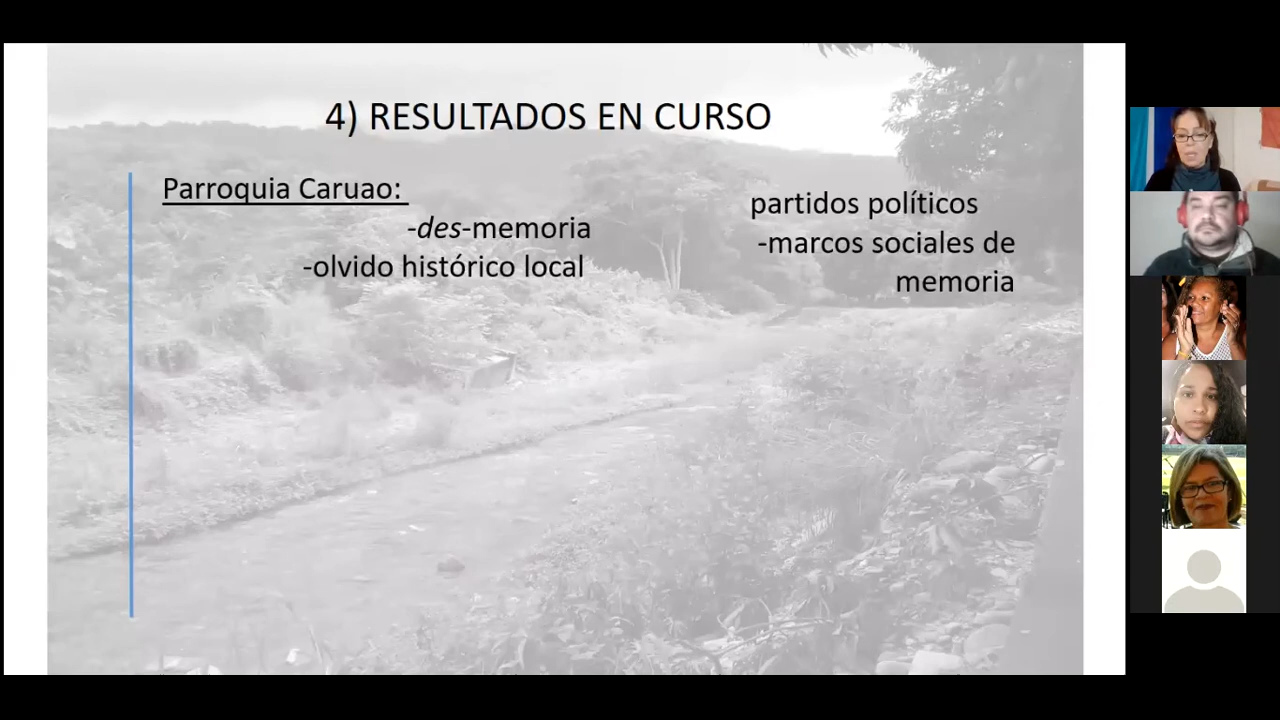 4) RESULTADOS EN CURSO
Parroquia Caruao:
-des-memoria
-olvido histórico local
partidos políticos
-marcos sociales de
memoria